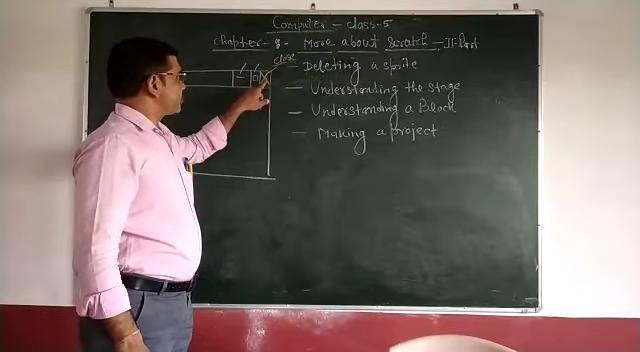 Computer - class-5
chapter - 8 - More about Scratch - II-Part
close
- Deleting a sprite
- Understanding the stage
- Understanding a Block
- Making a project